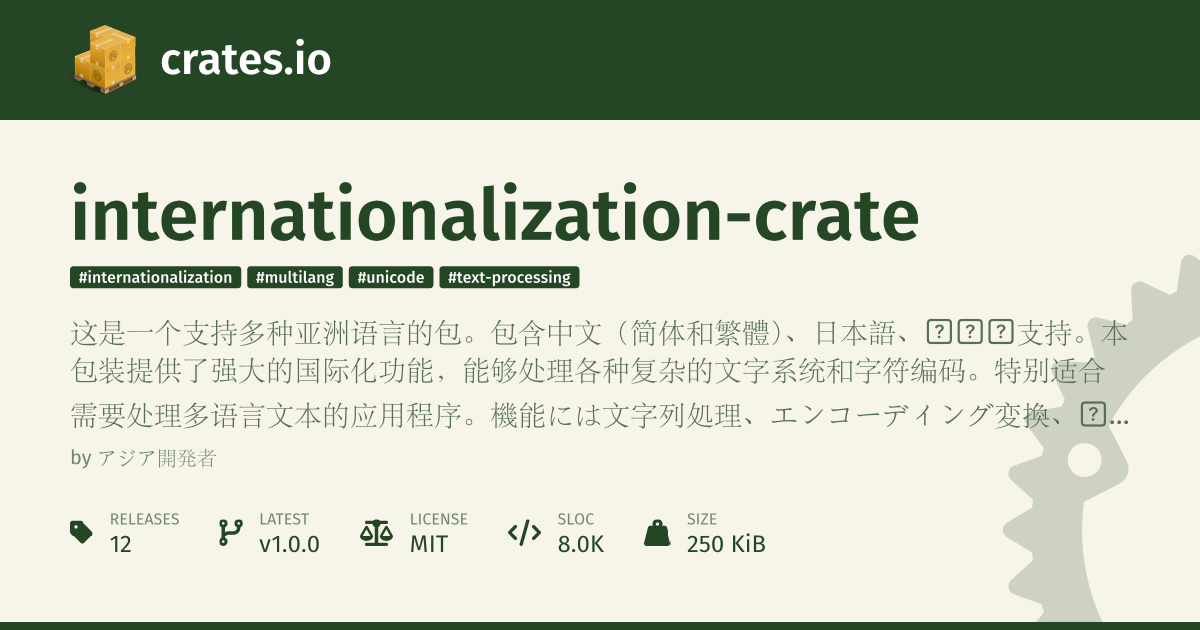 crates.io
internationalization-crate
#internationalization #multilang #unicode #text-processing
这是一个支持多种亚洲语言的包。包含中文（简体和繁體）、日本語、支持。本
包装提供了强大的国际化功能，能够处理各种复杂的文字系统和字符编码。特别适合
需要处理多语言文本的应用程序。機能には文字列処理、エンコーディング変換、…
by アジア開発者
RELEASES LATEST LICENSE SLOC SIZE
12 v1.0.0 MIT 8.0K 250 KiB